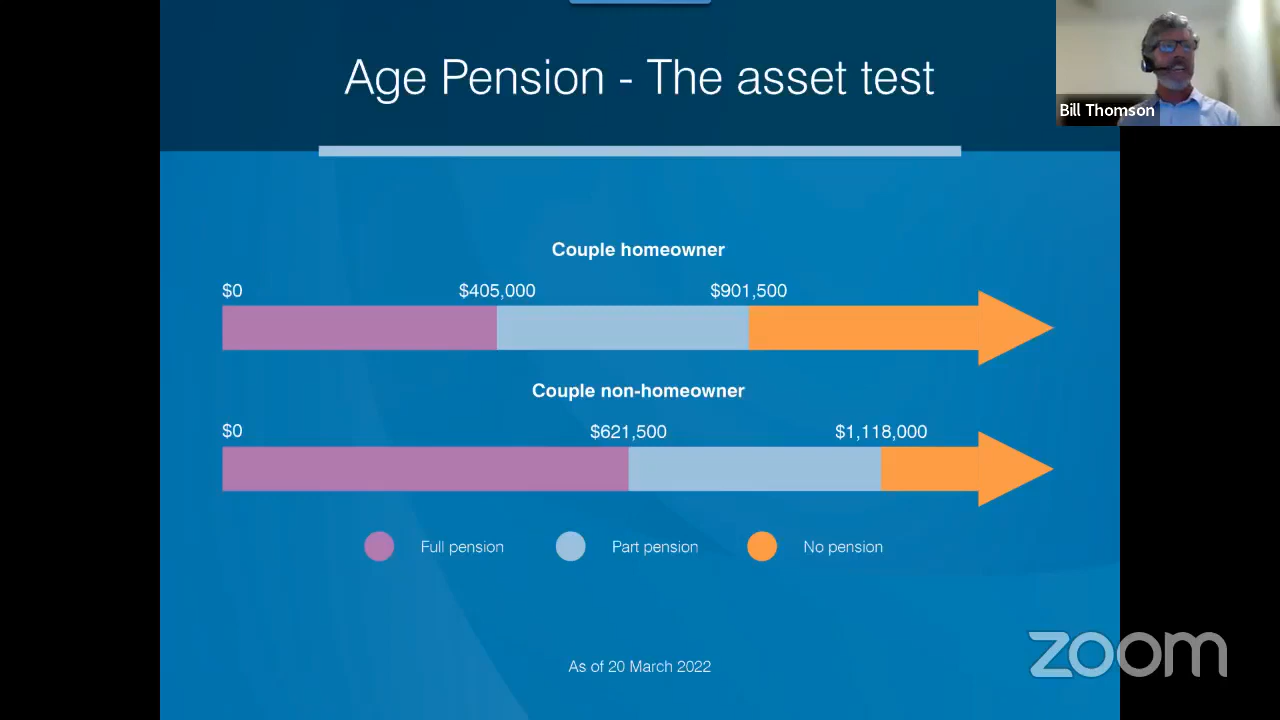 Age Pension - The asset test
Bill Thomson
Couple homeowner
$0 $405,000 $901,500
Couple non-homeowner
$0 $621,500 $1,118,000
Full pension Part pension No pension
As of 20 March 2022
zoom